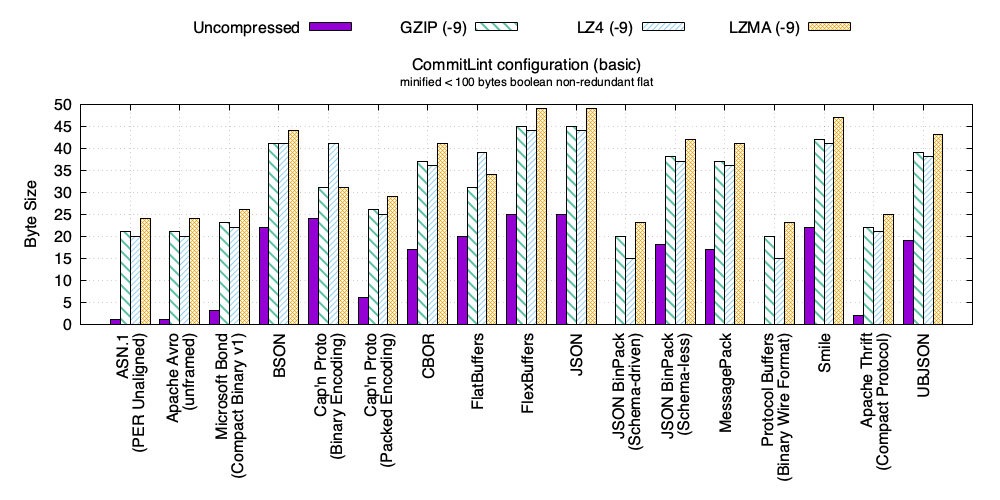 Uncompressed GZIP (-9) LZ4 (-9) LZMA (-9)
CommitLint configuration (basic)
minified < 100 bytes boolean non-redundant flat
Byte Size
50
45
40
35
30
25
20
15
10
5
0
ASN.1
(PER Unaligned)
Apache Avro
(unframed)
Microsoft Bond
(Compact Binary v1)
BSON
Cap'n Proto
(Binary Encoding)
Cap'n Proto
(Packed Encoding)
CBOR
FlatBuffers
FlexBuffers
JSON
JSON BinPack
(Schema-driven)
JSON BinPack
(Schema-less)
MessagePack
Protocol Buffers
(Binary Wire Format)
Smile
Apache Thrift
(Compact Protocol)
UBJSON